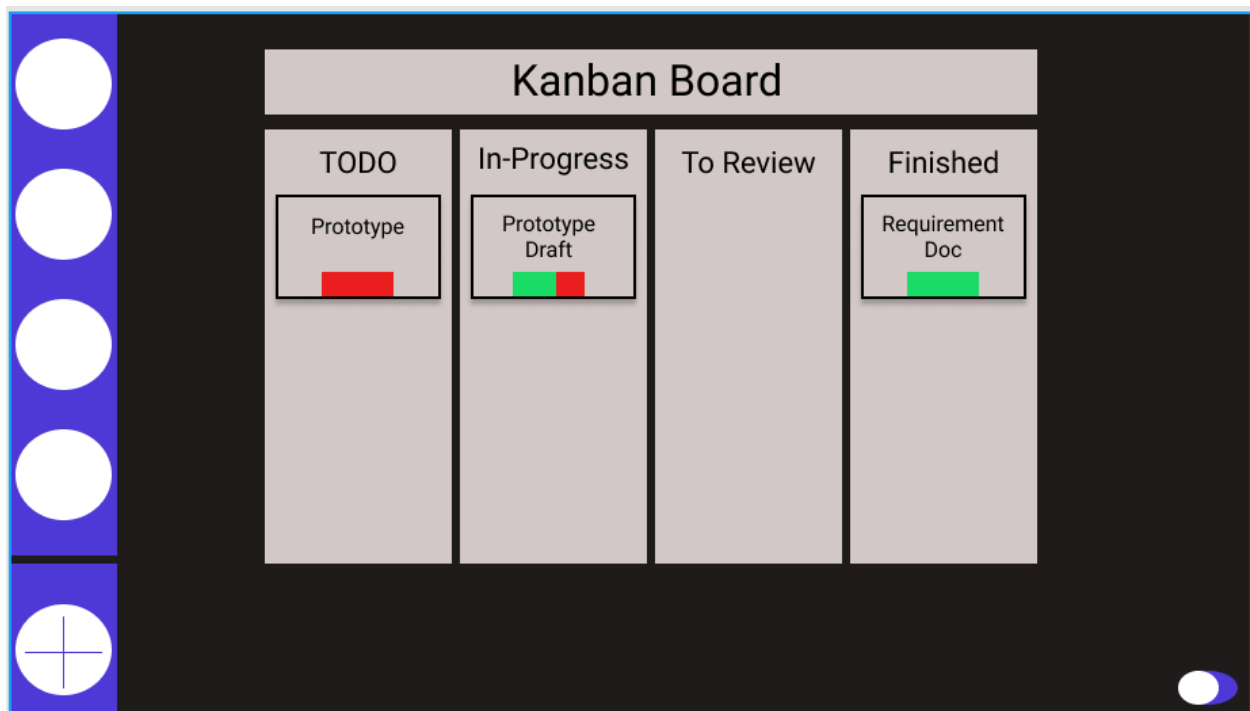 Kanban Board
TODO
In-Progress
To Review
Finished
Prototype
Prototype
Draft
Requirement
Doc